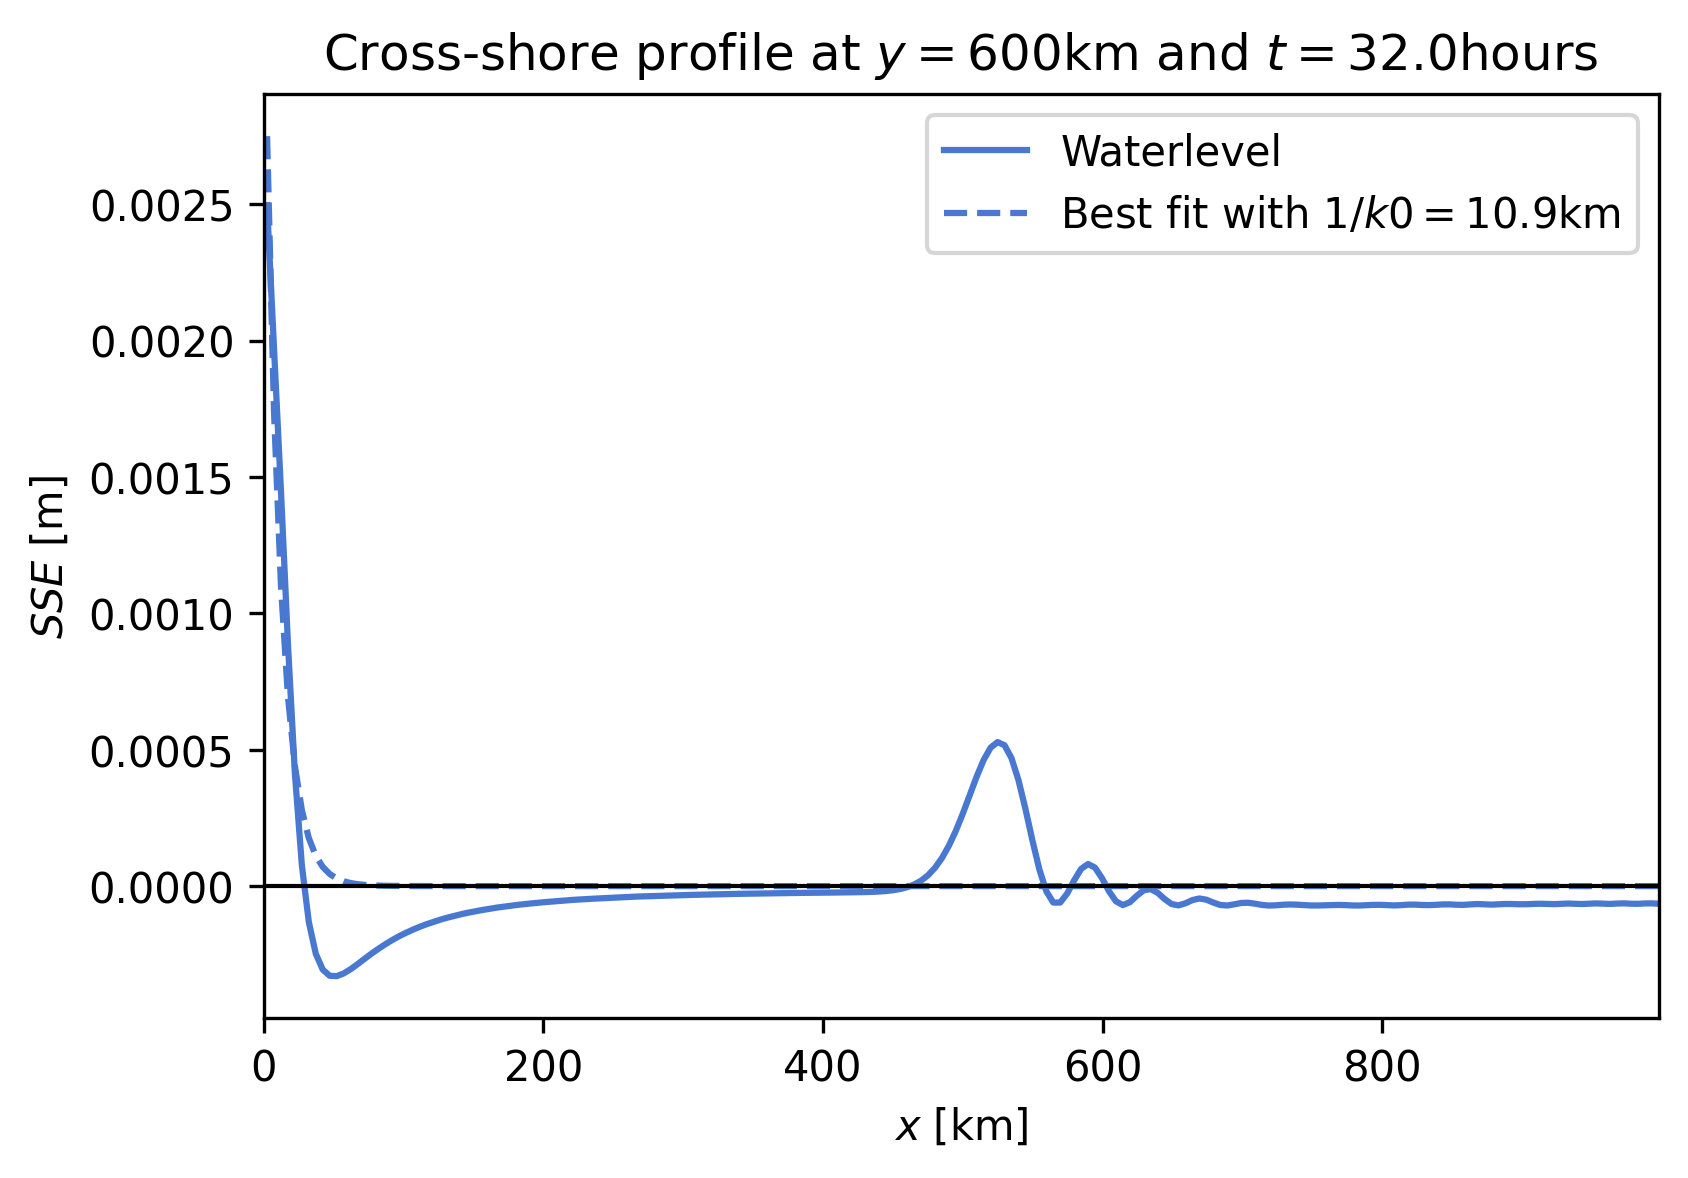 Cross-shore profile at y = 600km and t = 32.0hours
Waterlevel
Best fit with 1/k0 = 10.9km
0.0025
0.0020
0.0015
0.0010
0.0005
0.0000
SSE [m]
0 200 400 600 800
x [km]